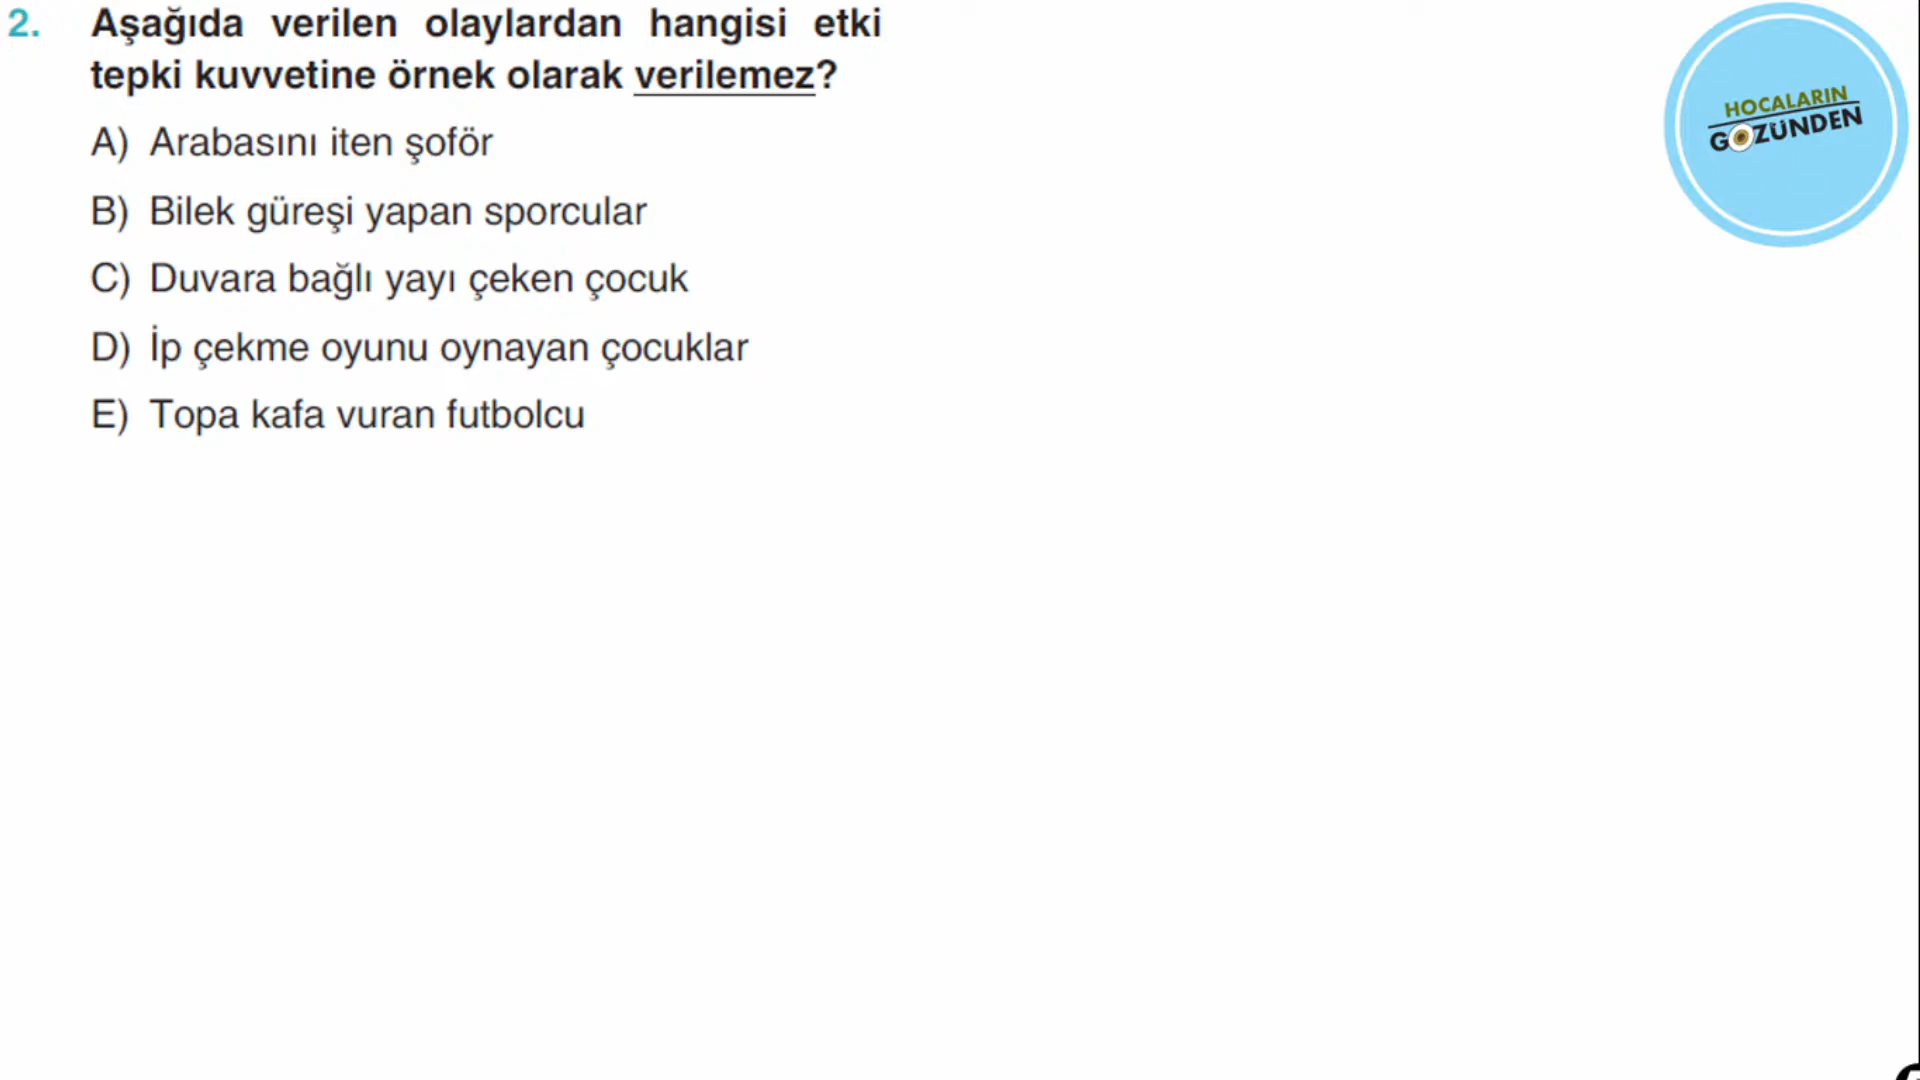 2. Aşağıda verilen olaylardan hangisi etki
tepki kuvvetine örnek olarak verilemez?
A) Arabasını iten şoför
B) Bilek güreşi yapan sporcular
C) Duvara bağlı yayı çeken çocuk
D) İp çekme oyunu oynayan çocuklar
E) Topa kafa vuran futbolcu
HOCALARIN
GÖZÜNDEN